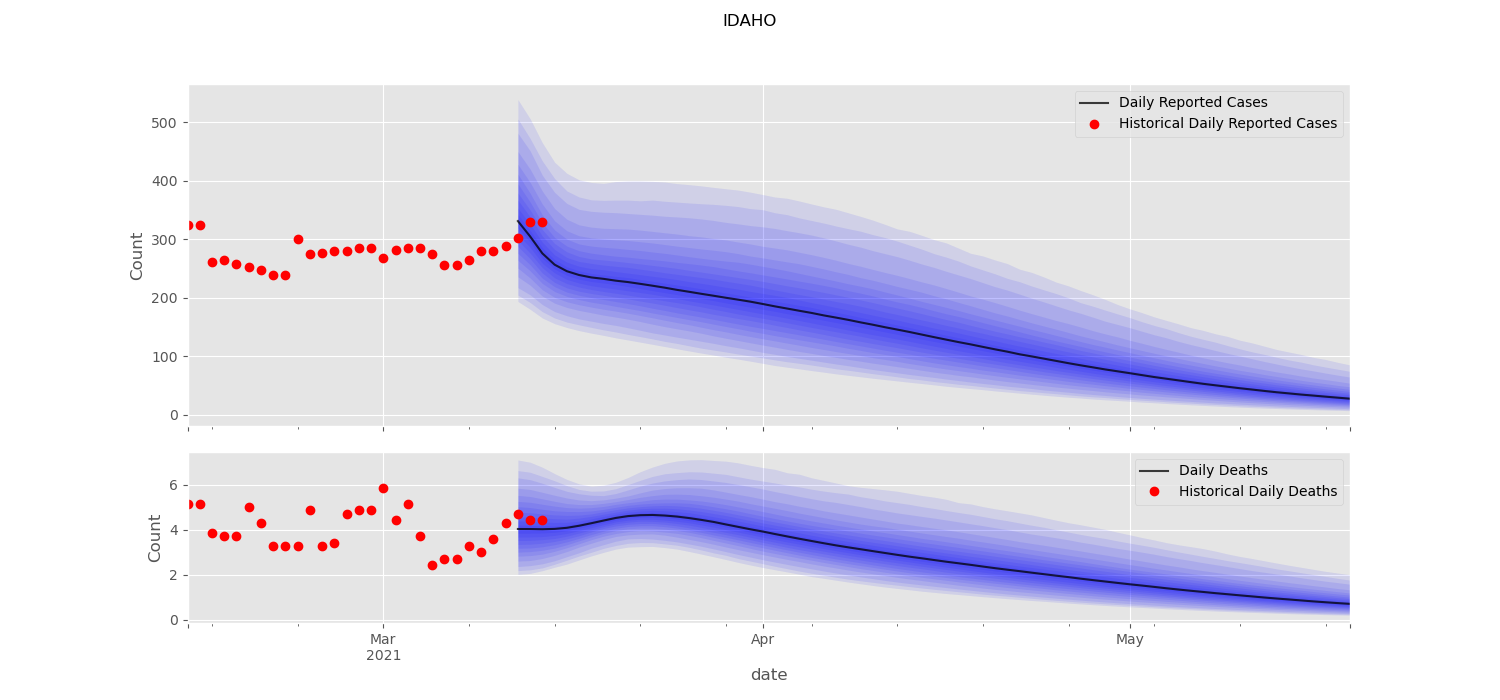 IDAHO
Daily Reported Cases
Historical Daily Reported Cases
500
400
300
200
100
0
Count
Daily Deaths
Historical Daily Deaths
6
4
2
0
Count
Mar
2021
Apr
May
date